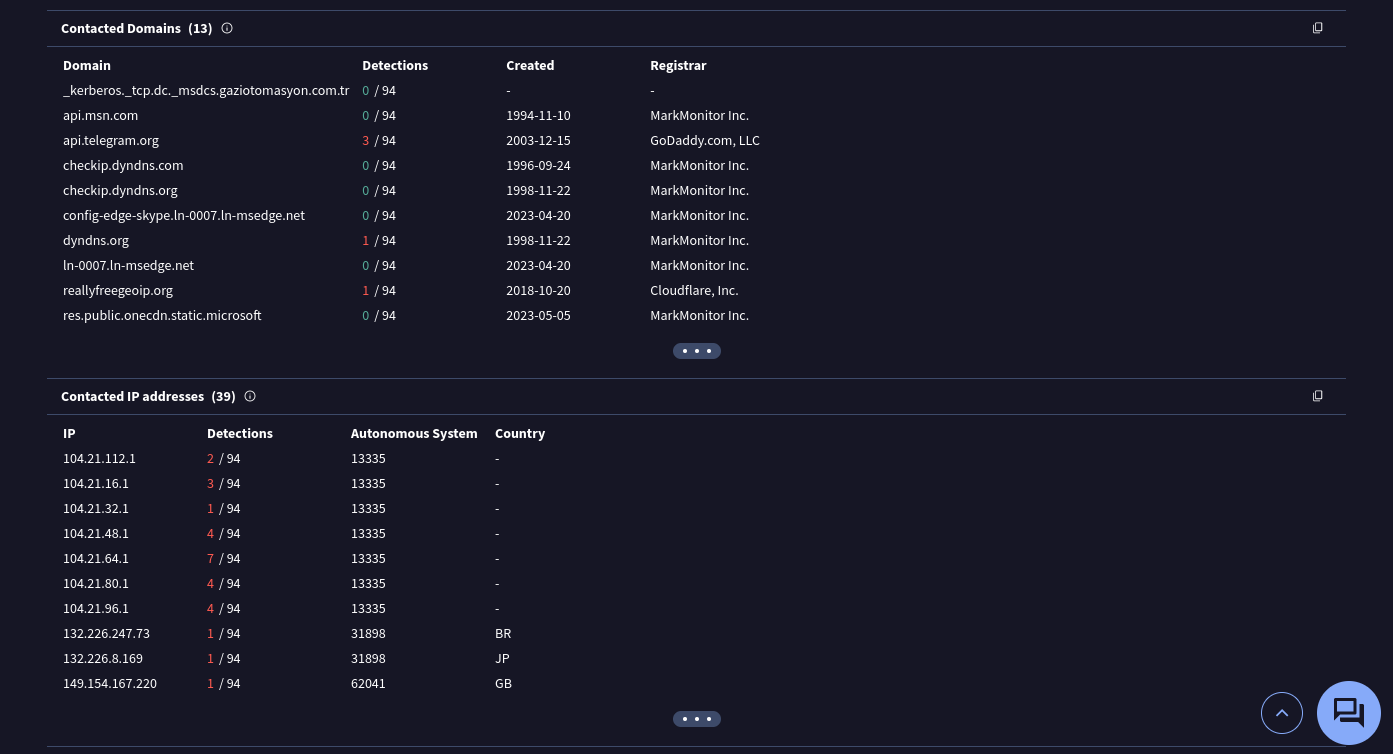 Contacted Domains (13)
Domain Detections Created Registrar
_kerberos._tcp.dc._msdcs.gaziotomasyon.com.tr 0 / 94 - -
api.msn.com 0 / 94 1994-11-10 MarkMonitor Inc.
api.telegram.org 3 / 94 2003-12-15 GoDaddy.com, LLC
checkip.dyndns.com 0 / 94 1996-09-24 MarkMonitor Inc.
checkip.dyndns.org 0 / 94 1998-11-22 MarkMonitor Inc.
config-edge-skype.ln-0007.ln-msedge.net 0 / 94 2023-04-20 MarkMonitor Inc.
dyndns.org 1 / 94 1998-11-22 MarkMonitor Inc.
ln-0007.ln-msedge.net 0 / 94 2023-04-20 MarkMonitor Inc.
reallyfreegeoip.org 1 / 94 2018-10-20 Cloudflare, Inc.
res.public.onecdn.static.microsoft 0 / 94 2023-05-05 MarkMonitor Inc.
Contacted IP addresses (39)
IP Detections Autonomous System Country
104.21.112.1 2 / 94 13335 -
104.21.16.1 3 / 94 13335 -
104.21.32.1 1 / 94 13335 -
104.21.48.1 4 / 94 13335 -
104.21.64.1 7 / 94 13335 -
104.21.80.1 4 / 94 13335 -
104.21.96.1 4 / 94 13335 -
132.226.247.73 1 / 94 31898 BR
132.226.8.169 1 / 94 31898 JP
149.154.167.220 1 / 94 62041 GB